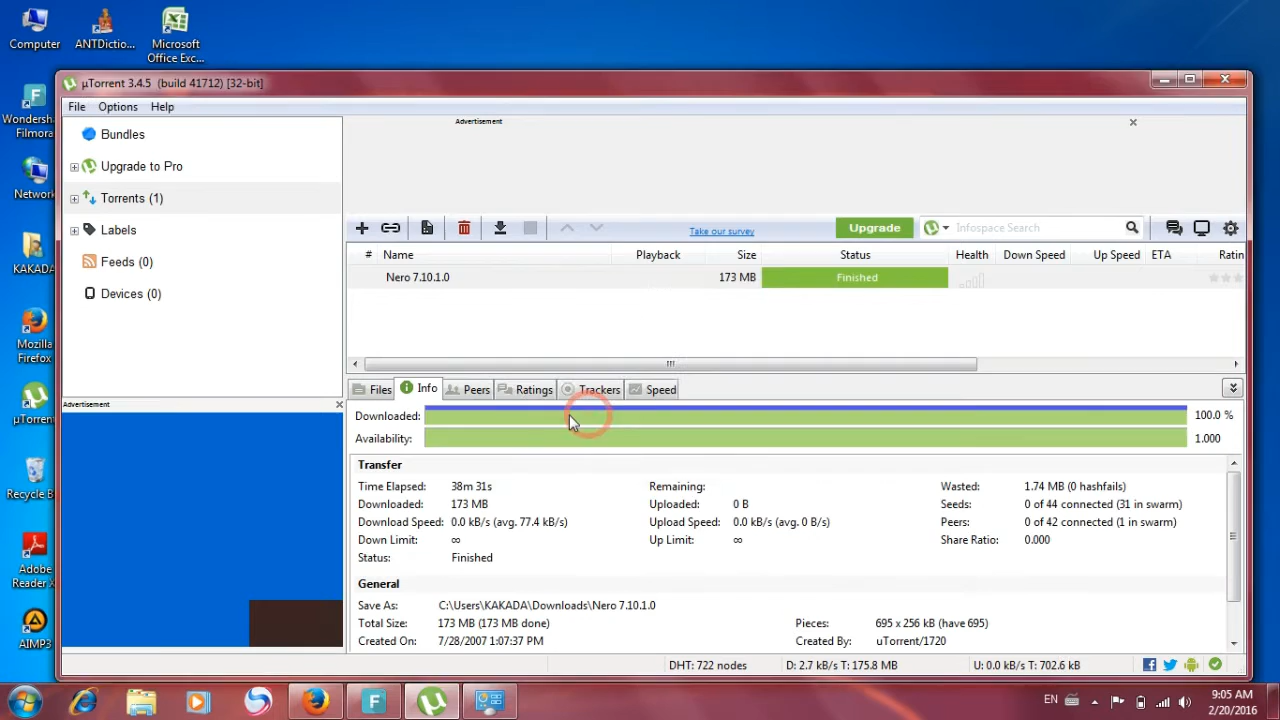 Computer
ANTDictio...
Microsoft
Office Exc...
Wondersha
Filmora
Network
KAKADA
Mozilla
Firefox
µTorrent
Recycle B
Adobe
Reader X
AIMP3
µTorrent 3.4.5 (build 41712) [32-bit]
File Options Help
Bundles
Upgrade to Pro
Torrents (1)
Labels
Feeds (0)
Devices (0)
Advertisement
Advertisement
Take our survey
Upgrade
Infospace Search
# Name Playback Size Status Health Down Speed Up Speed ETA Ratin
Nero 7.10.1.0 173 MB Finished
Files Info Peers Ratings Trackers Speed
Downloaded: 100.0 %
Availability: 1.000
Transfer
Time Elapsed: 38m 31s Remaining: Wasted: 1.74 MB (0 hashfails)
Downloaded: 173 MB Uploaded: 0 B Seeds: 0 of 44 connected (31 in swarm)
Download Speed: 0.0 kB/s (avg. 77.4 kB/s) Upload Speed: 0.0 kB/s (avg. 0 B/s) Peers: 0 of 42 connected (1 in swarm)
Down Limit: ∞ Up Limit: ∞ Share Ratio: 0.000
Status: Finished
General
Save As: C:\Users\KAKADA\Downloads\Nero 7.10.1.0
Total Size: 173 MB (173 MB done) Pieces: 695 x 256 kB (have 695)
Created On: 7/28/2007 1:07:37 PM Created By: uTorrent/1720
DHT: 722 nodes D: 2.7 kB/s T: 175.8 MB U: 0.0 kB/s T: 702.6 kB
EN
9:05 AM
2/20/2016